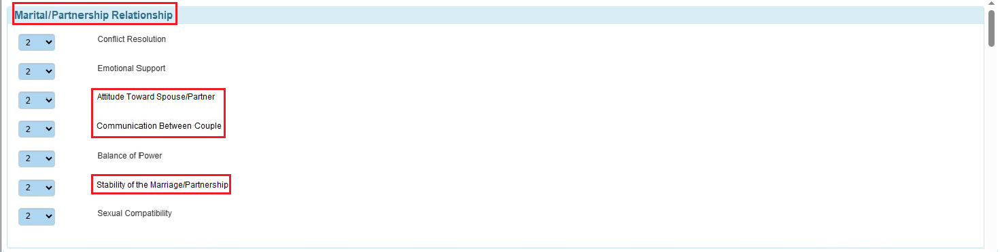 Marital/Partnership Relationship
2 Conflict Resolution
2 Emotional Support
2 Attitude Toward Spouse/Partner
2 Communication Between Couple
2 Balance of Power
2 Stability of the Marriage/Partnership
2 Sexual Compatibility